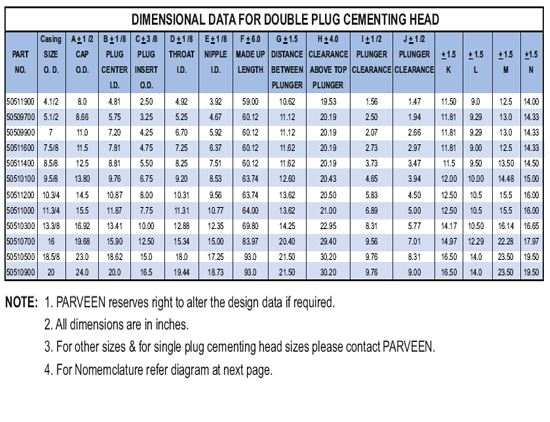 DIMENSIONAL DATA FOR DOUBLE PLUG CEMENTING HEAD
PART NO. Casing SIZE O. D. A ± 1 /2 CAP O.D. B ± 1 /8 PLUG CENTER I.D. C ± 3 /8 PLUG INSERT O.D. D ± 1 /8 THROAT I.D. E ± 1 /8 NIPPLE I.D. F ± 6.0 MADE UP LENGTH G ± 1.5 DISTANCE BETWEEN PLUNGER H ± 4.0 CLEARANCE ABOVE TOP PLUNGER I ± 1 /2 PLUNGER CLEARANCE J ± 1 /2 PLUNGER CLEARANCE ± 1.5 K ± 1.5 L ± 1.5 M ± 1.5 N
50511900 4.1/2 8.0 4.81 2.50 4.92 3.92 59.00 10.62 19.53 1.56 1.47 11.50 9.0 12.5 14.00
50509700 5.1/2 8.66 5.75 3.25 5.25 4.67 60.12 11.12 20.19 2.50 1.94 11.81 9.29 13.0 14.33
50509900 7 11.0 7.20 4.25 6.70 5.92 60.12 11.12 20.19 2.07 2.66 11.81 9.29 13.0 14.33
50511600 7.5/8 11.5 7.81 4.75 7.25 6.37 60.12 11.62 20.19 2.73 2.97 11.81 9.00 12.5 14.33
50511400 8.5/8 12.5 8.81 5.50 8.25 7.51 60.12 11.62 20.19 3.73 3.47 11.5 9.50 13.50 14.50
50510100 9.5/8 13.80 9.76 6.75 9.20 8.53 63.74 12.60 20.43 4.65 3.94 12.00 10.00 14.48 15.00
50511200 10.3/4 14.5 10.87 8.00 10.31 9.56 63.74 13.62 20.50 5.83 4.50 12.50 10.5 15.5 16.00
50511000 11.3/4 15.5 11.87 7.75 11.31 10.77 64.00 13.62 21.00 6.89 5.00 12.50 10.5 15.5 16.00
50510300 13.3/8 16.92 13.41 10.00 12.88 12.35 69.80 14.25 22.95 8.31 5.77 14.17 10.50 16.14 16.65
50510700 16 19.68 15.90 12.50 15.34 15.00 83.97 20.40 29.40 9.56 7.01 14.97 12.29 22.28 17.97
50510500 18.5/8 23.0 18.62 15.0 18.0 17.25 93.0 21.50 30.20 9.76 8.31 16.50 14.0 23.50 19.50
50510900 20 24.0 20.0 16.5 19.44 18.73 93.0 21.50 30.20 9.76 9.00 16.50 14.0 23.50 19.50
NOTE: 1. PARVEEN reserves right to alter the design data if required.
2. All dimensions are in inches.
3. For other sizes & for single plug cementing head sizes please contact PARVEEN.
4. For Nomemclature refer diagram at next page.